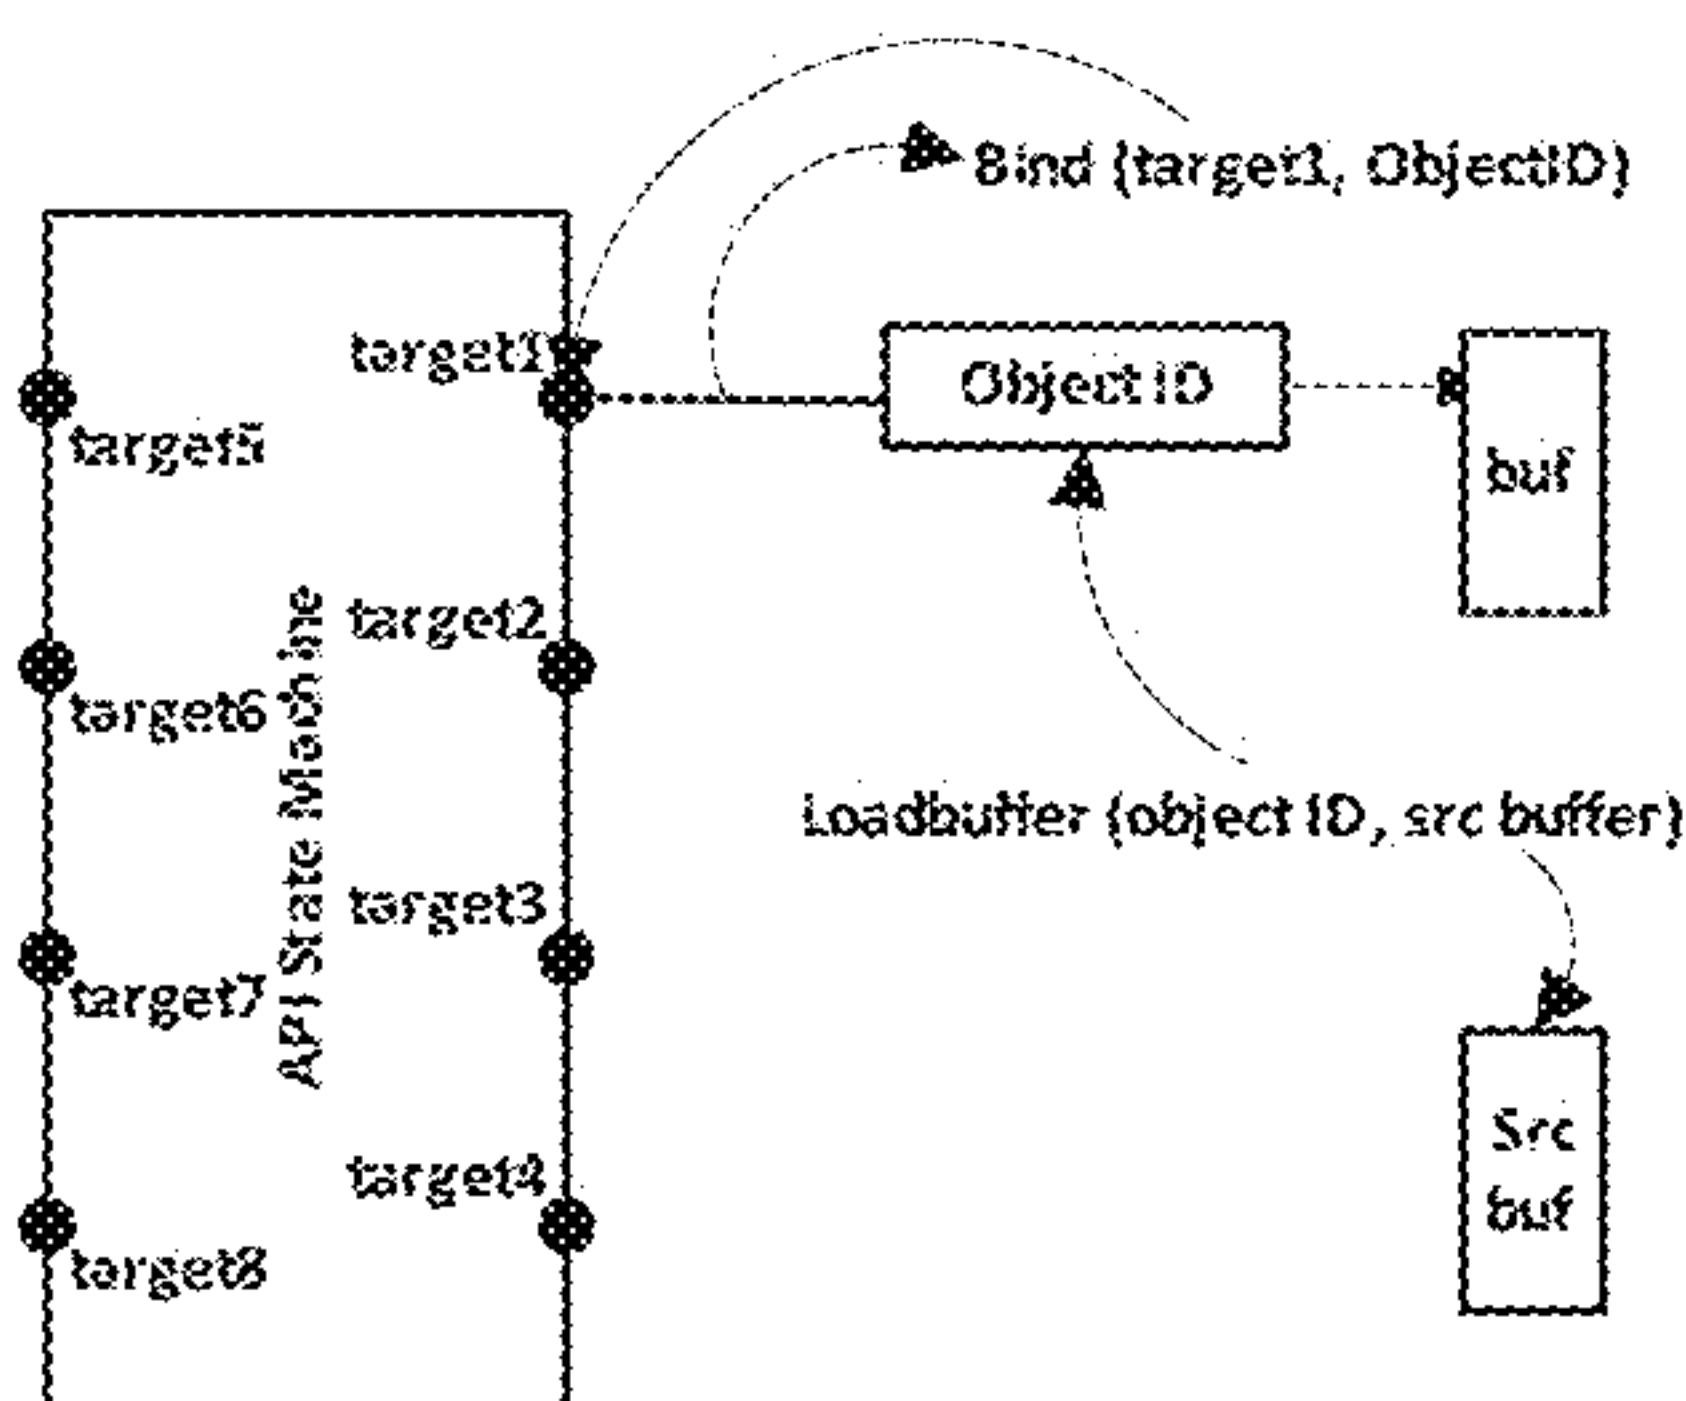 Bind (target1, ObjectID)
target1
Object ID
buf
target5
target2
target6
API State Machine
Loadbuffer (object ID, src buffer)
target3
target7
Src
buf
target4
target8